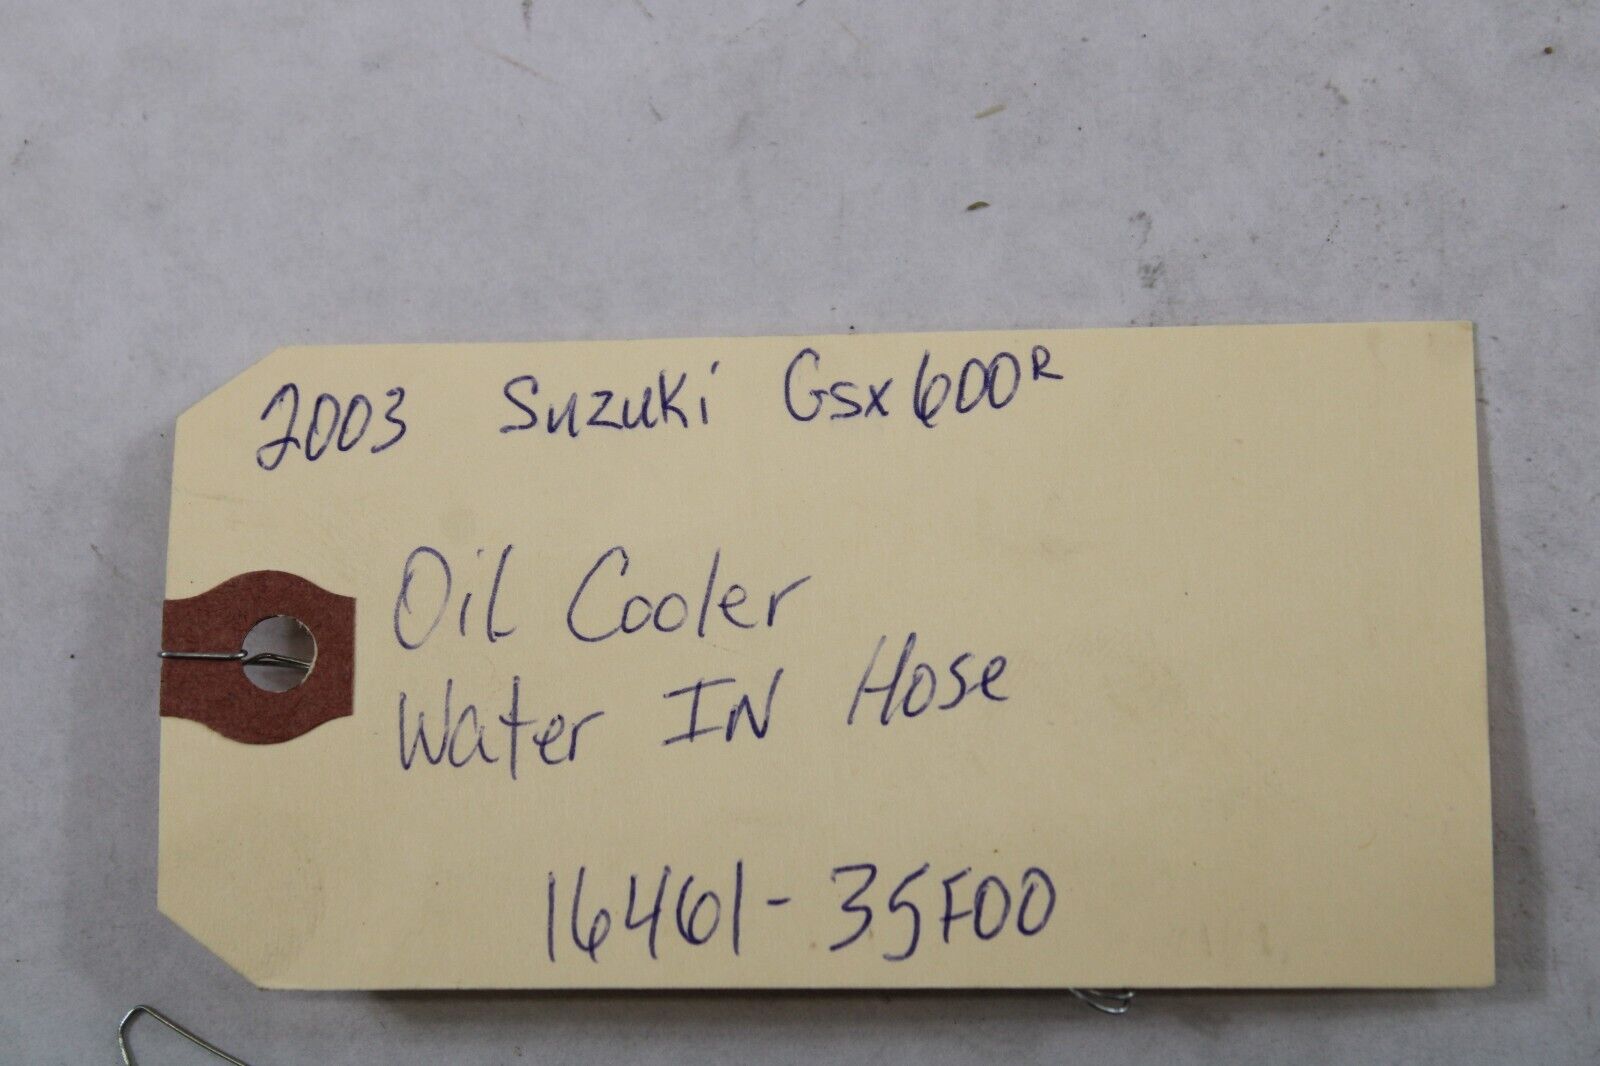 2003 Suzuki Gsx600R
Oil Cooler
Water IN Hose
16461-35F00